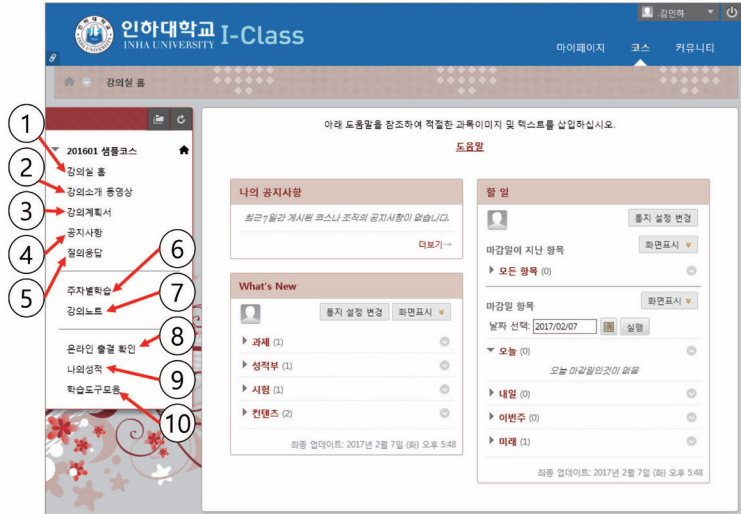 인하대학교
INHA UNIVERSITY
I-Class
.김인하
마이페이지 코스 커뮤니티
강의실 홈
201601 샘플코스
① 강의실 홈
② 강의소개 동영상
③ 강의계획서
④ 공지사항
⑤ 질의응답
⑥ 주차별학습
⑦ 강의노트
⑧ 온라인 출결 확인
⑨ 나의성적
⑩ 학습도구모음
아래 도움말을 참조하여 적절한 과목이미지 및 텍스트를 삽입하십시오.
도움말
나의 공지사항
최근7일간 게시된 코스나 조직의 공지사항이 없습니다.
더보기→
What's New
통지 설정 변경 화면표시
과제 (1)
성적부 (1)
시험 (1)
컨텐츠 (2)
최종 업데이트: 2017년 2월 7일 (화) 오후 5:48
할 일
통지 설정 변경
마감일이 지난 항목 화면표시
모든 항목 (0)
마감일 항목 화면표시
날짜 선택: 2017/02/07 실행
오늘 (0)
오늘 마감일인것이 없음
내일 (0)
이번주 (0)
미래 (1)
최종 업데이트: 2017년 2월 7일 (화) 오후 5:48